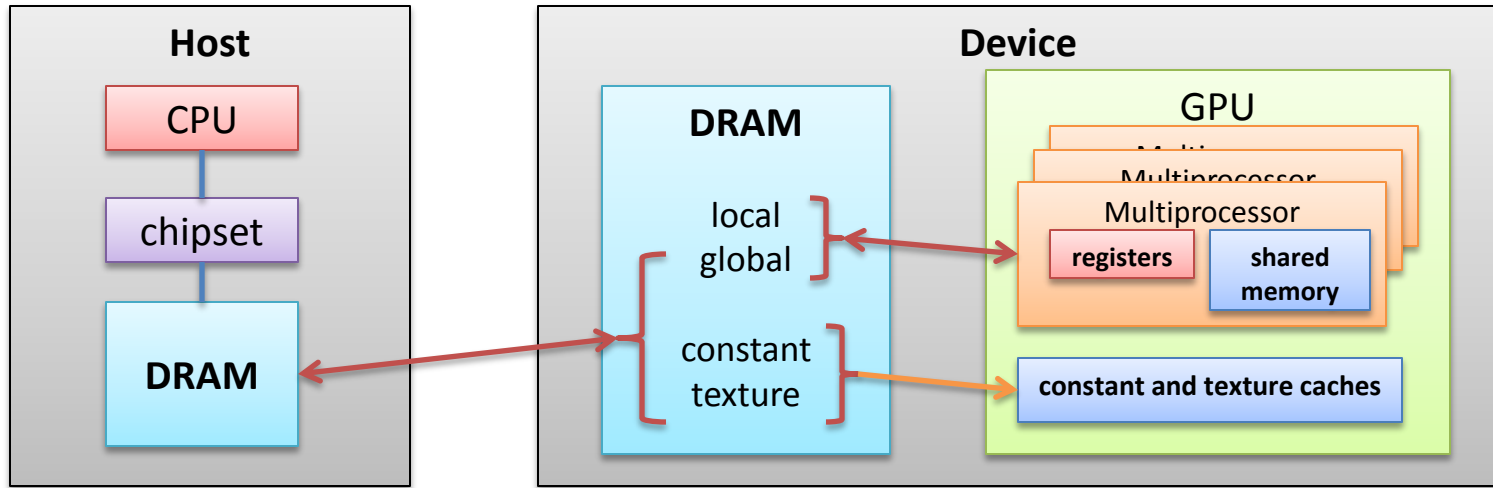 Host
CPU
chipset
DRAM
Device
DRAM
local
global
constant
texture
GPU
Multiprocessor
Multiprocessor
registers
shared
memory
constant and texture caches